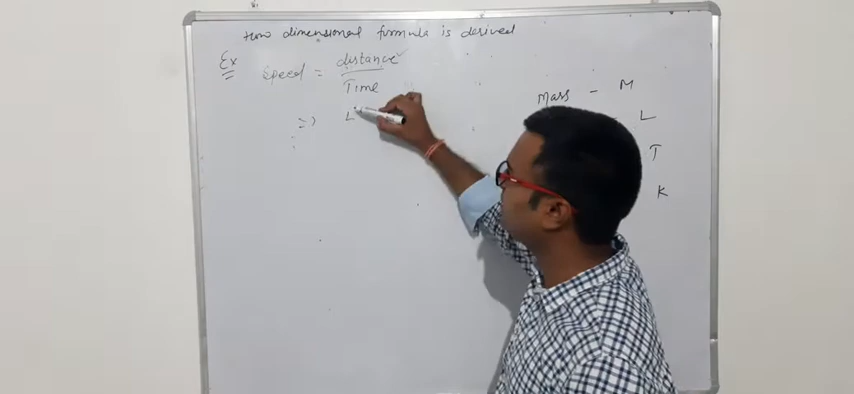 How dimensional formula is derived
Ex Speed = distance
Time
=> L
Mass - M
L
T
K